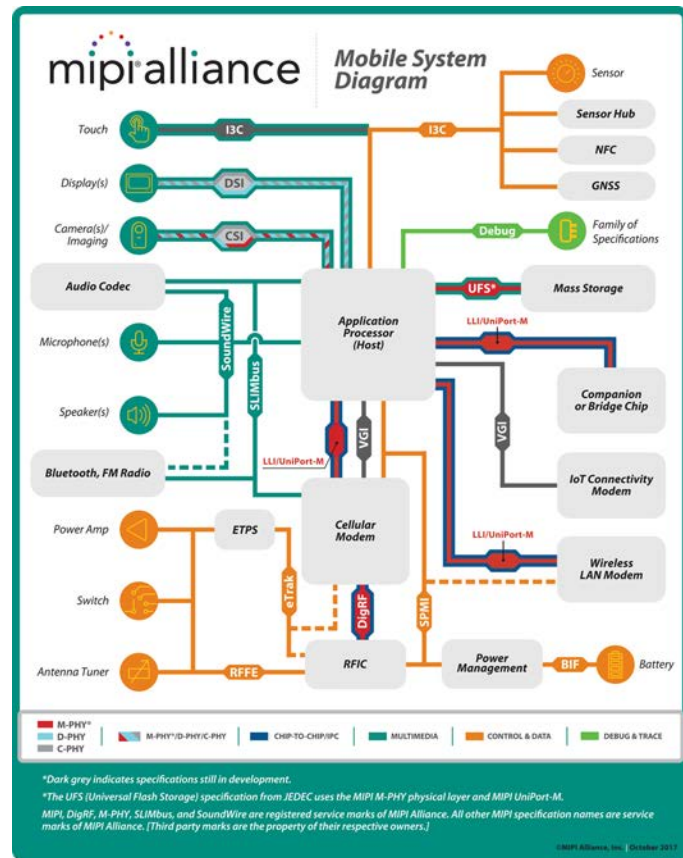 mipi alliance
Mobile System
Diagram
Touch
I3C
I3C
Sensor
Sensor Hub
NFC
GNSS
Display(s)
DSI
Camera(s)/
Imaging
CSI
Debug
Family of
Specifications
Audio Codec
UFS*
Mass Storage
Application
Processor
(Host)
LLI/UniPort-M
SoundWire
SLIMbus
Microphone(s)
Companion
or Bridge Chip
Speaker(s)
VGI
VGI
LLI/UniPort-M
Bluetooth, FM Radio
IoT Connectivity
Modem
Cellular
Modem
Power Amp
ETPS
LLI/UniPort-M
Wireless
LAN Modem
Switch
eTrak
DigRF
SPMI
Antenna Tuner
RFFE
RFIC
Power
Management
BIF
Battery
M-PHY*
D-PHY
C-PHY
M-PHY*/D-PHY/C-PHY
CHIP-TO-CHIP/IPC
MULTIMEDIA
CONTROL & DATA
DEBUG & TRACE
*Dark grey indicates specifications still in development.
*The UFS (Universal Flash Storage) specification from JEDEC uses the MIPI M-PHY physical layer and MIPI UniPort-M.
MIPI, DigRF, M-PHY, SLIMbus, and SoundWire are registered service marks of MIPI Alliance. All other MIPI specification names are service
marks of MIPI Alliance. [Third party marks are the property of their respective owners.]
©MIPI Alliance, Inc. | October 2017